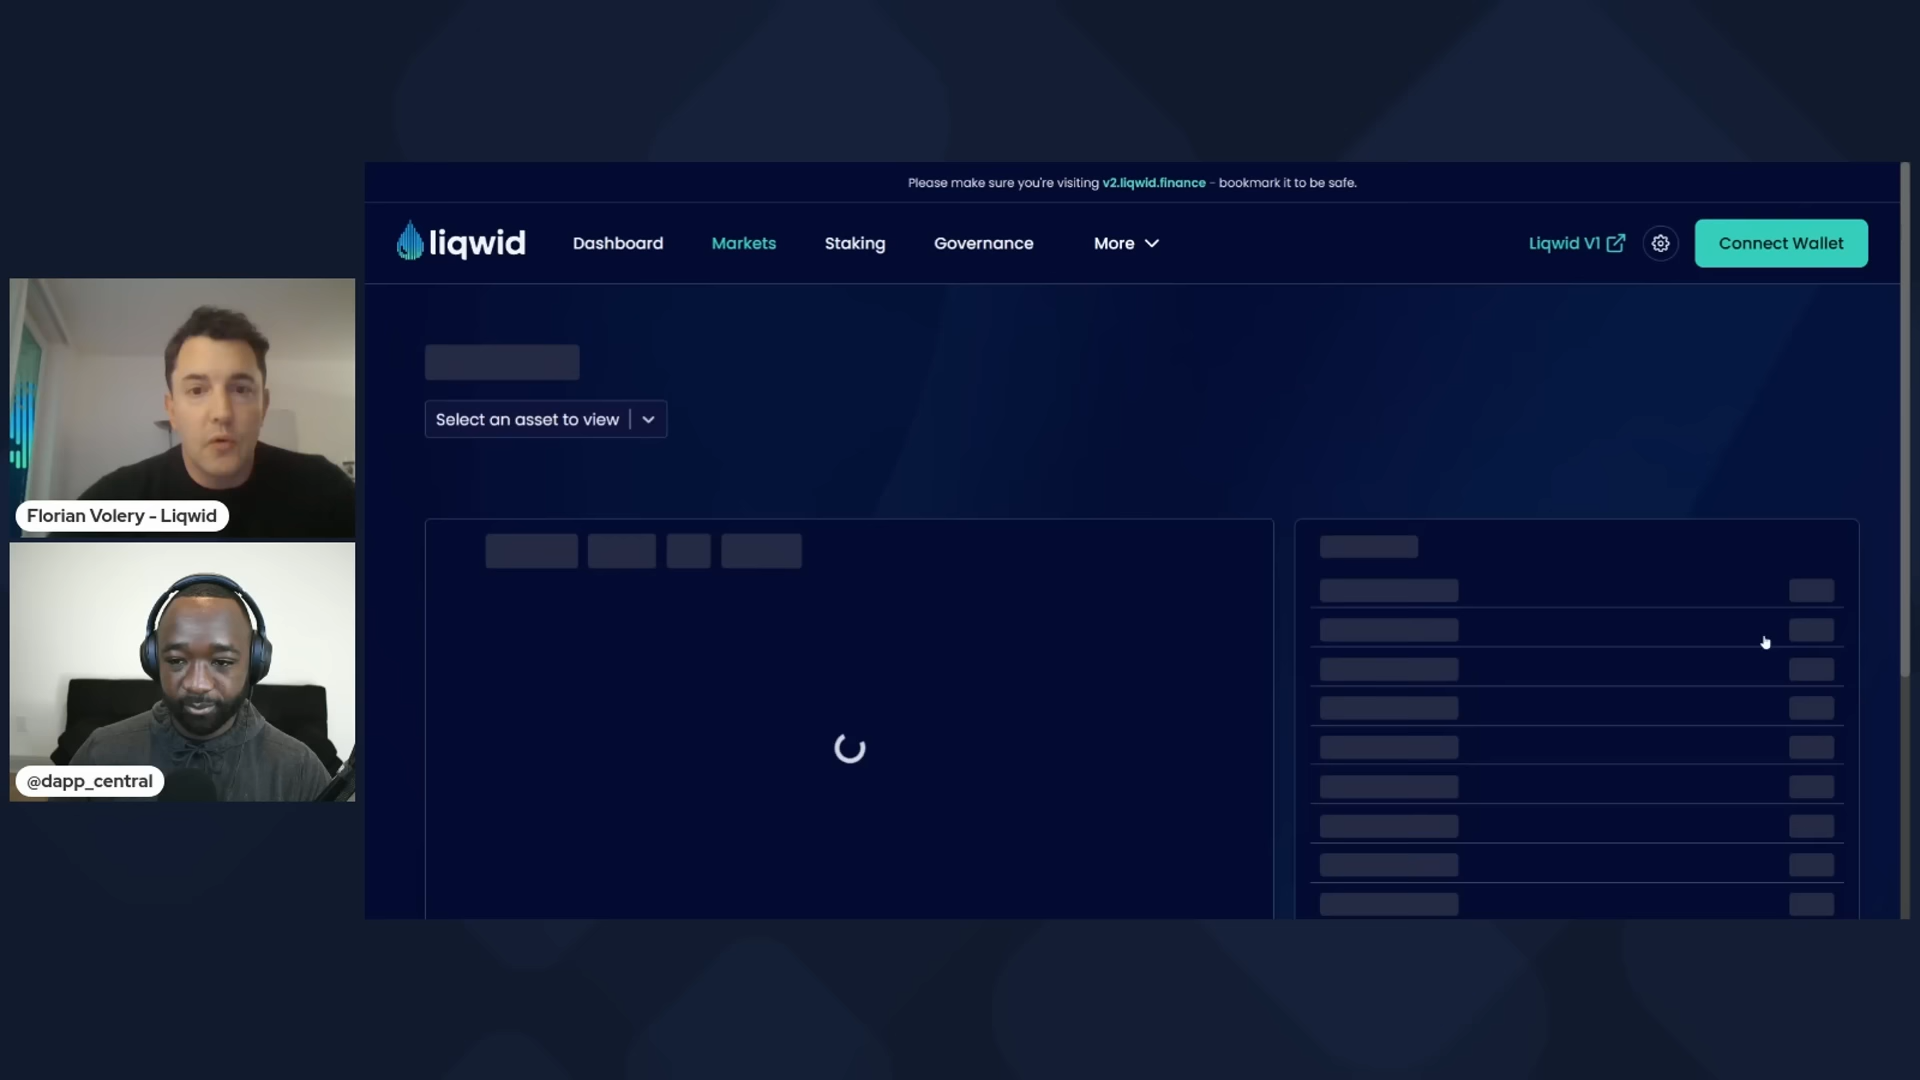 Please make sure you're visiting v2.liqwid.finance - bookmark it to be safe.
liqwid
Dashboard
Markets
Staking
Governance
More
Liqwid V1
Connect Wallet
Select an asset to view
Florian Volery - Liqwid
@dapp_central